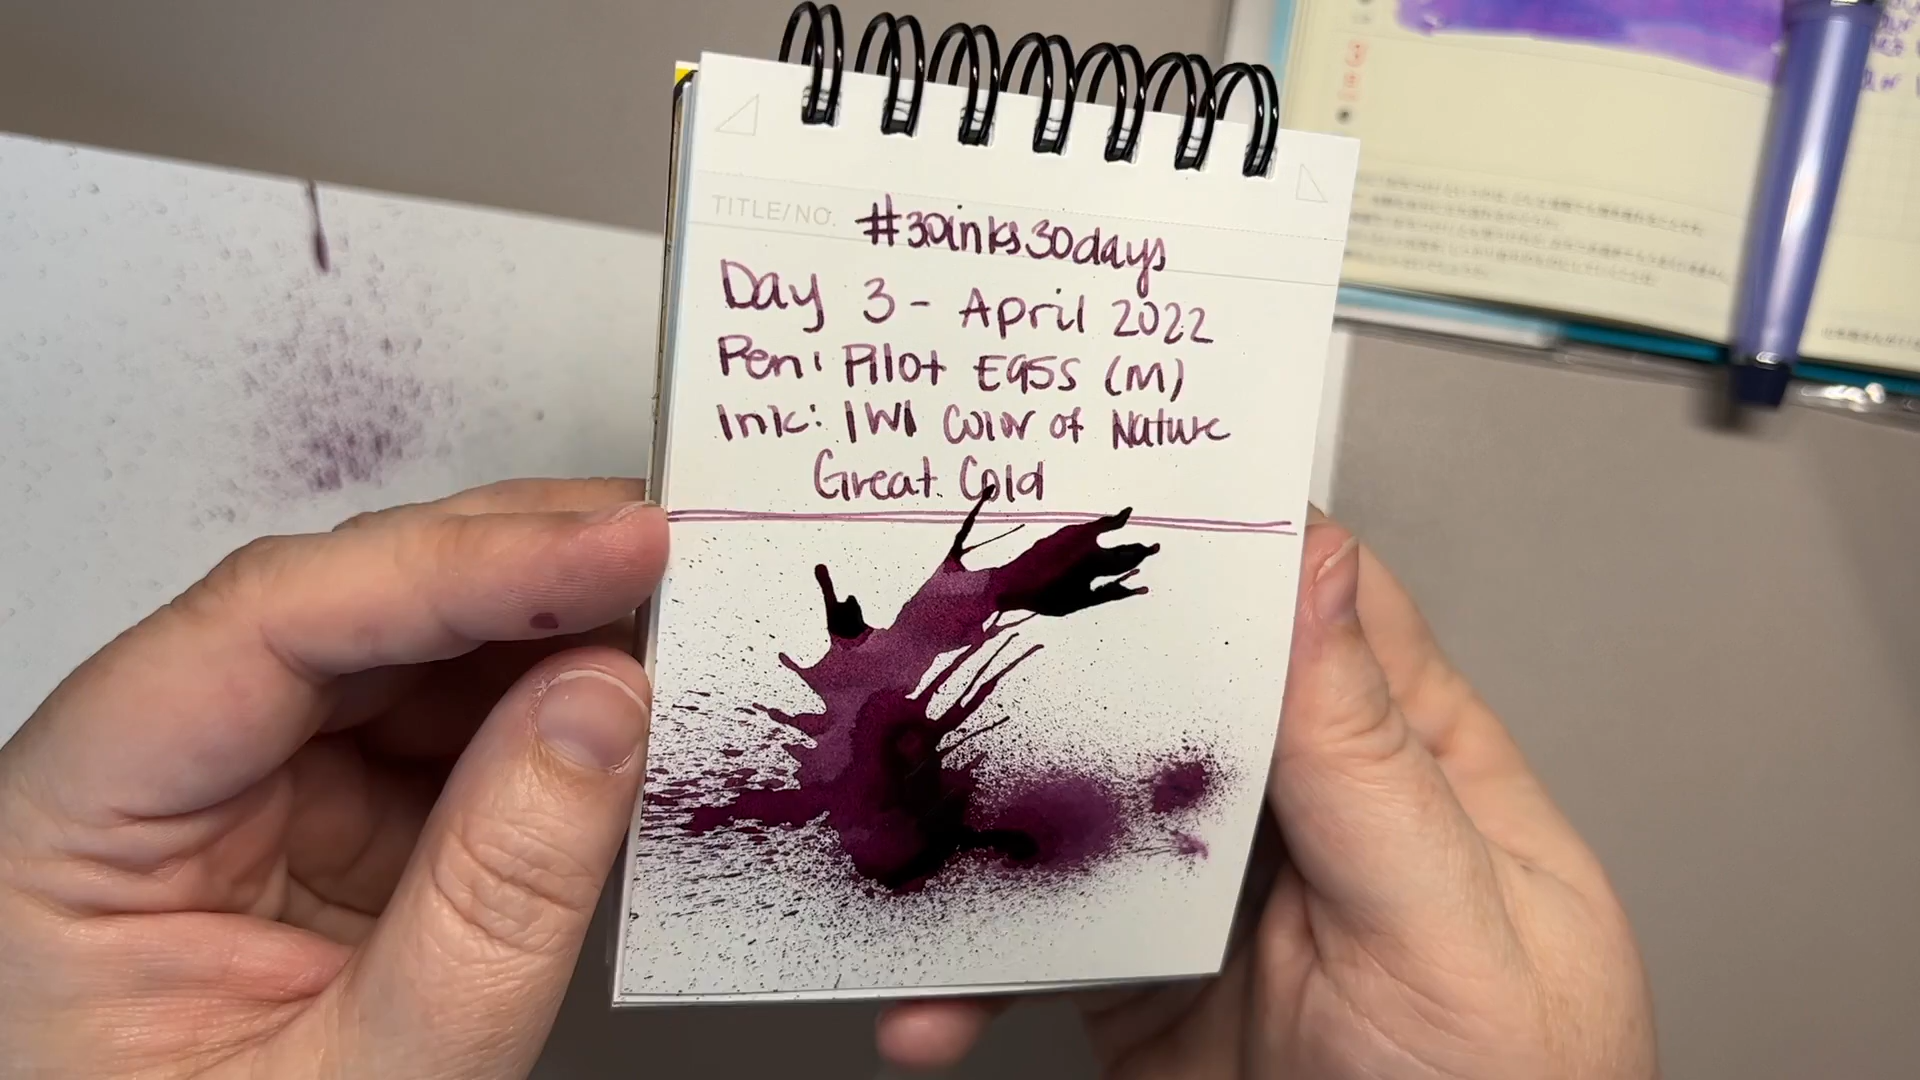 TITLE/NO. #30inks30days
Day 3 - April 2022
Pen: Pilot E95S (M)
Ink: IWI Color of Nature
Great Cold